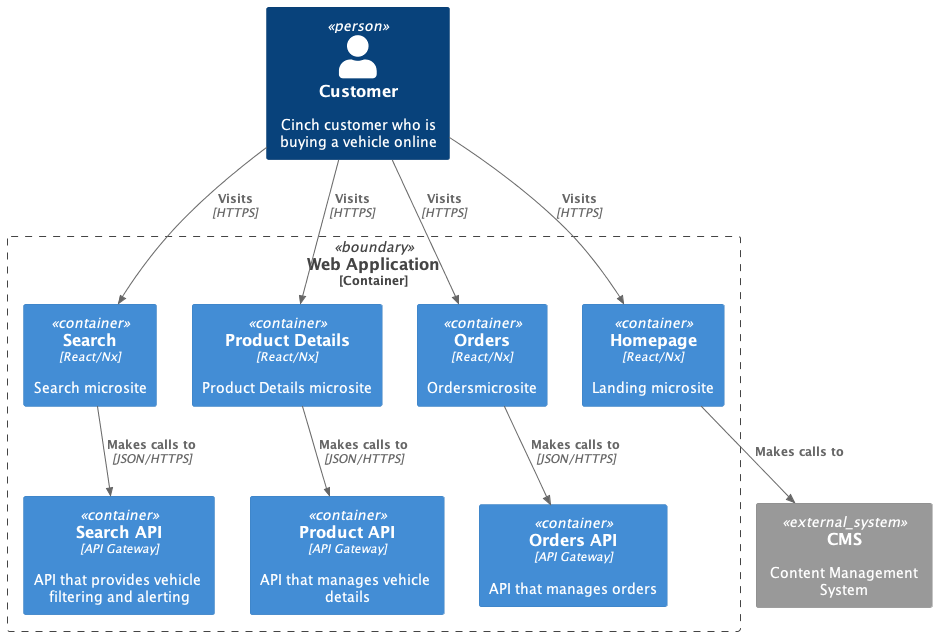 «person»
Customer
Cinch customer who is
buying a vehicle online
Visits
[HTTPS]
Visits
[HTTPS]
Visits
[HTTPS]
Visits
[HTTPS]
«boundary»
Web Application
[Container]
«container»
Search
[React/Nx]
Search microsite
«container»
Product Details
[React/Nx]
Product Details microsite
«container»
Orders
[React/Nx]
Ordersmicrosite
«container»
Homepage
[React/Nx]
Landing microsite
Makes calls to
[JSON/HTTPS]
Makes calls to
[JSON/HTTPS]
Makes calls to
[JSON/HTTPS]
Makes calls to
«container»
Search API
[API Gateway]
API that provides vehicle
filtering and alerting
«container»
Product API
[API Gateway]
API that manages vehicle
details
«container»
Orders API
[API Gateway]
API that manages orders
«external_system»
CMS
Content Management
System